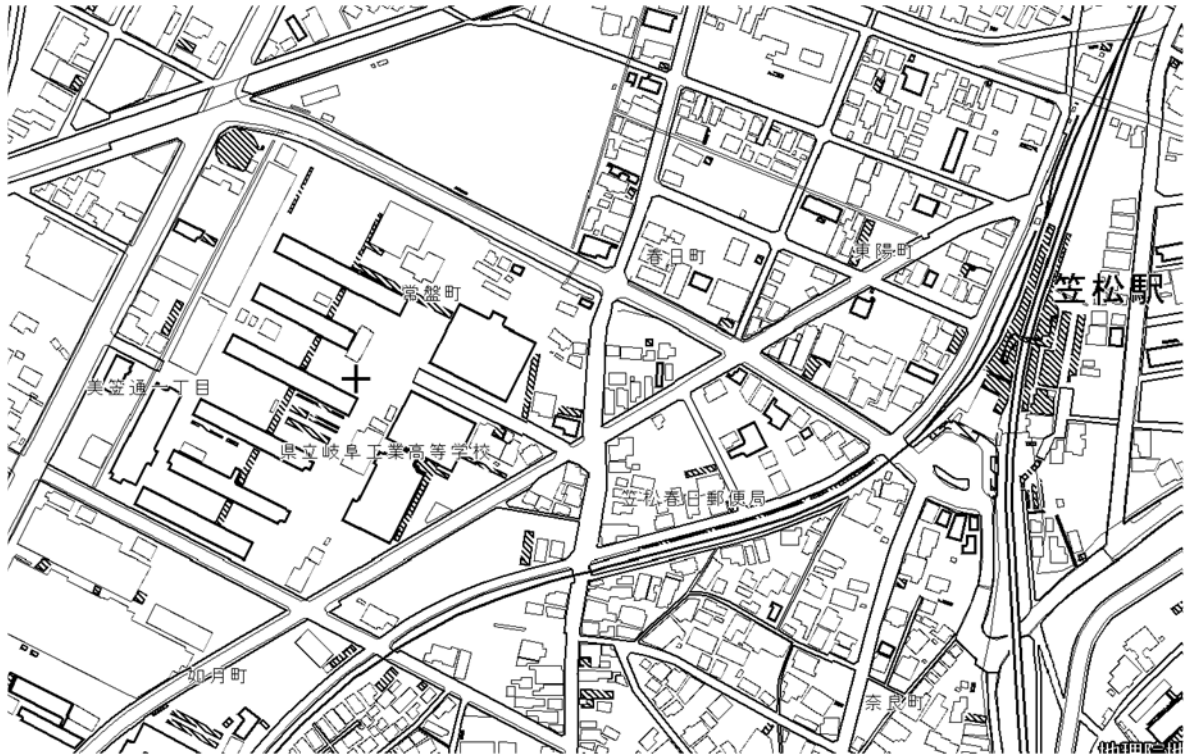 春日町
東陽町
笠松駅
常盤町
美笠通一丁目
県立岐阜工業高等学校
笠松春日郵便局
如月町
奈良町